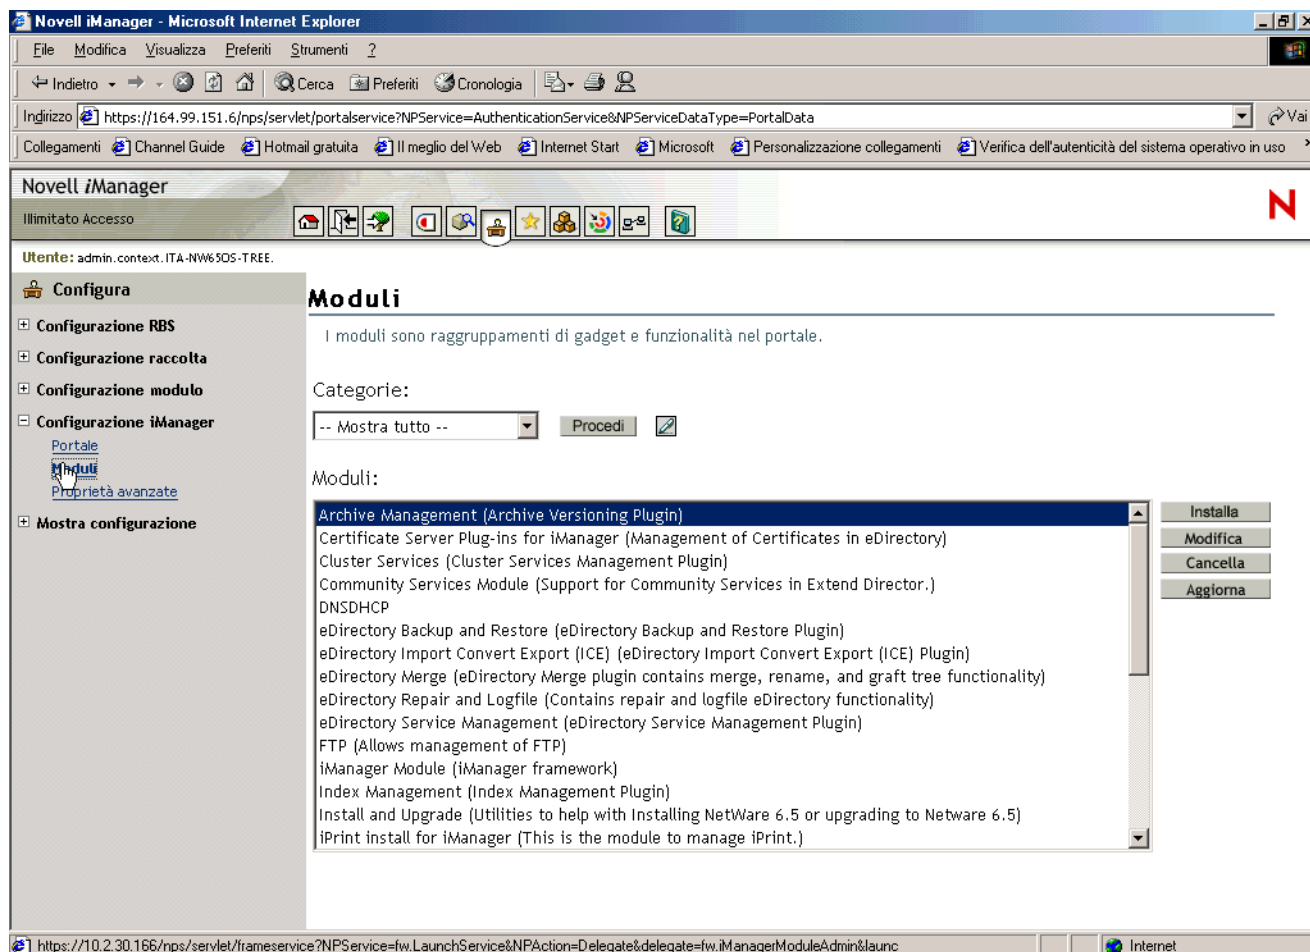 Novell iManager - Microsoft Internet Explorer
File Modifica Visualizza Preferiti Strumenti ?
Indietro Cerca Preferiti Cronologia
Indirizzo https://164.99.151.6/nps/servlet/portalservice?NPService=AuthenticationService&NPServiceDataType=PortalData Vai
Collegamenti Channel Guide Hotmail gratuita Il meglio del Web Internet Start Microsoft Personalizzazione collegamenti Verifica dell'autenticità del sistema operativo in uso
Novell iManager
Illimitato Accesso
N
Utente: admin.context.ITA-NW65OS-TREE.
Configura
Configurazione RBS
Configurazione raccolta
Configurazione modulo
Configurazione iManager
Portale
Moduli
Proprietà avanzate
Mostra configurazione
Moduli
I moduli sono raggruppamenti di gadget e funzionalità nel portale.
Categorie:
-- Mostra tutto -- Procedi
Moduli:
Archive Management (Archive Versioning Plugin)
Certificate Server Plug-ins for iManager (Management of Certificates in eDirectory)
Cluster Services (Cluster Services Management Plugin)
Community Services Module (Support for Community Services in Extend Director.)
DNSDHCP
eDirectory Backup and Restore (eDirectory Backup and Restore Plugin)
eDirectory Import Convert Export (ICE) (eDirectory Import Convert Export (ICE) Plugin)
eDirectory Merge (eDirectory Merge plugin contains merge, rename, and graft tree functionality)
eDirectory Repair and Logfile (Contains repair and logfile eDirectory functionality)
eDirectory Service Management (eDirectory Service Management Plugin)
FTP (Allows management of FTP)
iManager Module (iManager framework)
Index Management (Index Management Plugin)
Install and Upgrade (Utilities to help with Installing NetWare 6.5 or upgrading to Netware 6.5)
iPrint install for iManager (This is the module to manage iPrint.)
Installa
Modifica
Cancella
Aggiorna
https://10.2.30.166/nps/servlet/frameservice?NPService=fw.LaunchService&NPAction=Delegate&delegate=fw.iManagerModuleAdmin&launc Internet